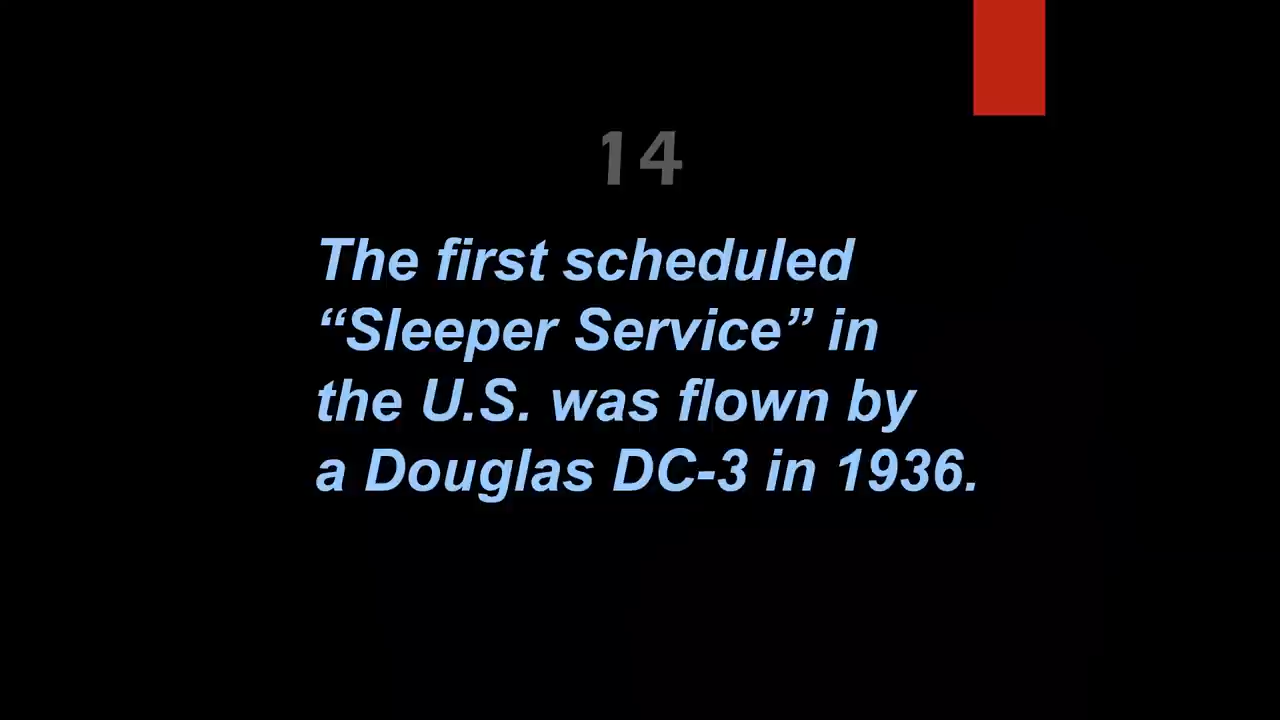 14
The first scheduled
“Sleeper Service” in
the U.S. was flown by
a Douglas DC-3 in 1936.